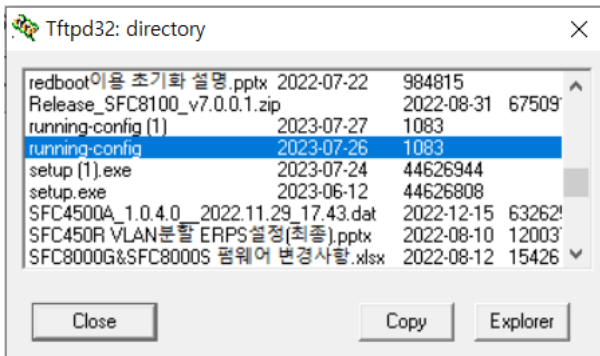 Tftpd32: directory
redboot이용 초기화 설명.pptx 2022-07-22 984815
Release_SFC8100_v7.0.0.1.zip 2022-08-31 67509
running-config (1) 2023-07-27 1083
running-config 2023-07-26 1083
setup (1).exe 2023-07-24 44626944
setup.exe 2023-06-12 44626808
SFC4500A_1.0.4.0__2022.11.29_17.43.dat 2022-12-15 63262
SFC450R VLAN분할 ERPS설정(최종).pptx 2022-08-10 12003
SFC8000G&SFC8000S 펌웨어 변경사항.xlsx 2022-08-12 15426
Close Copy Explorer